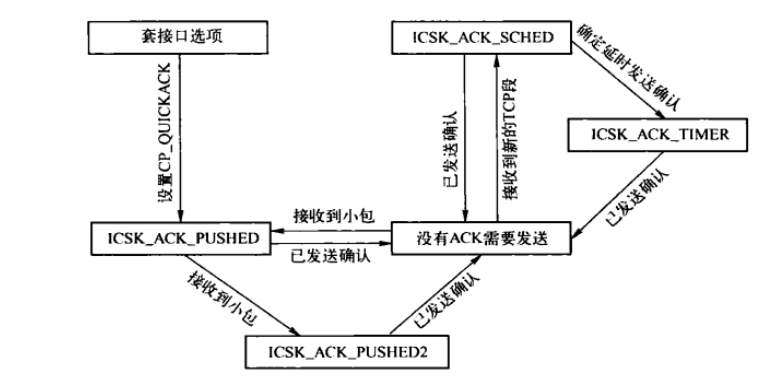 套接口选项
ICSK_ACK_SCHED
确定延时发送确认
设置CP_QUICKACK
已发送确认
接收到新的TCP段
ICSK_ACK_TIMER
已发送确认
接收到小包
ICSK_ACK_PUSHED
没有ACK需要发送
已发送确认
接收到小包
已发送确认
ICSK_ACK_PUSHED2